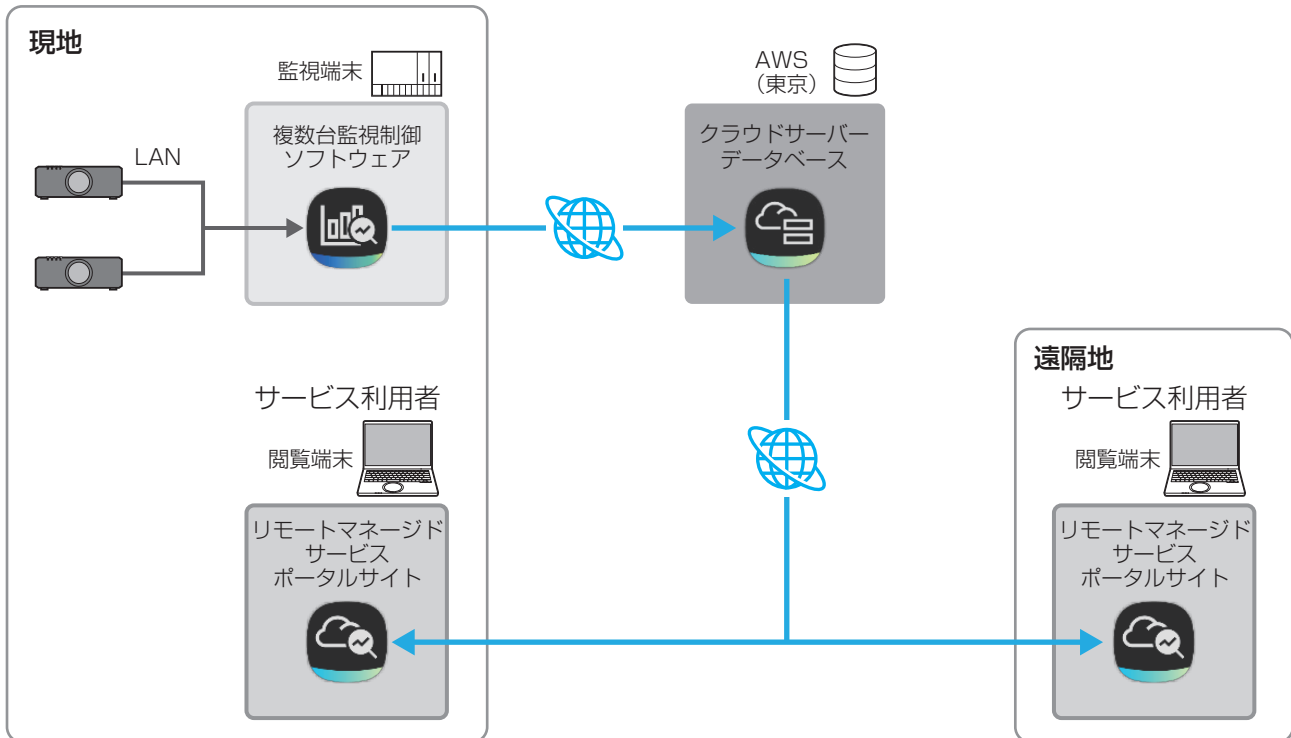 現地
監視端末
複数台監視制御
ソフトウェア
LAN
AWS
（東京）
クラウドサーバー
データベース
サービス利用者
閲覧端末
リモートマネージド
サービス
ポータルサイト
遠隔地
サービス利用者
閲覧端末
リモートマネージド
サービス
ポータルサイト